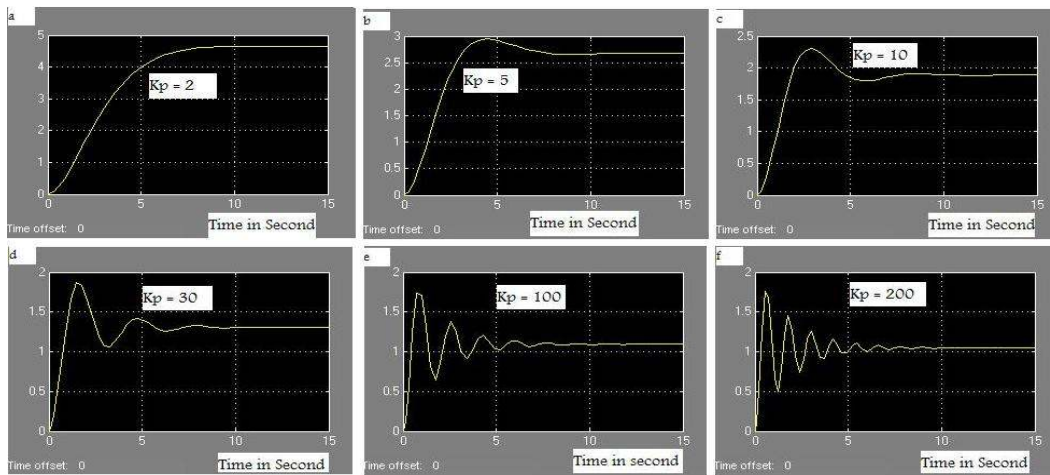 a
5
4
3
2
1
0
0
5
10
15
Kp = 2
Time in Second
Time offset: 0
b
3
2.5
2
1.5
1
0.5
0
0
5
10
15
Kp = 5
Time in Second
Time offset: 0
c
2.5
2
1.5
1
0.5
0
0
5
10
15
Kp = 10
Time in Second
Time offset: 0
d
2
1.5
1
0.5
0
0
5
10
15
Kp = 30
Time in Second
Time offset: 0
e
2
1.5
1
0.5
0
0
5
10
15
Kp = 100
Time in second
Time offset: 0
f
2
1.5
1
0.5
0
0
5
10
15
Kp = 200
Time in Second
Time offset: 0